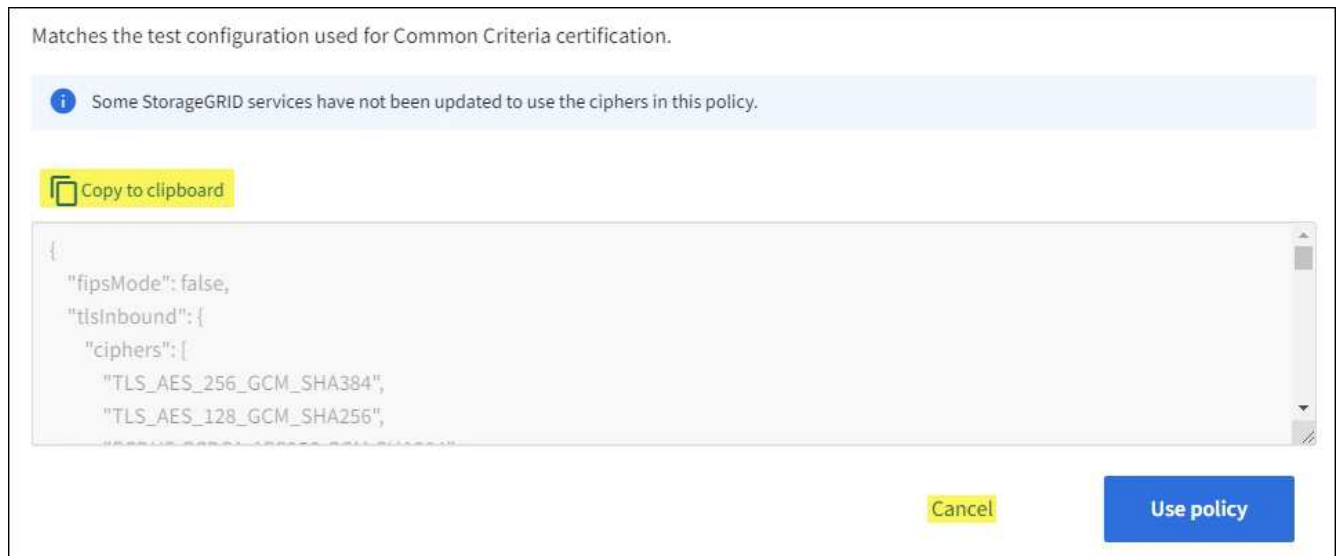 Matches the test configuration used for Common Criteria certification.
Some StorageGRID services have not been updated to use the ciphers in this policy.
Copy to clipboard
{
"fipsMode": false,
"tlsInbound": {
"ciphers": [
"TLS_AES_256_GCM_SHA384",
"TLS_AES_128_GCM_SHA256",
Cancel
Use policy